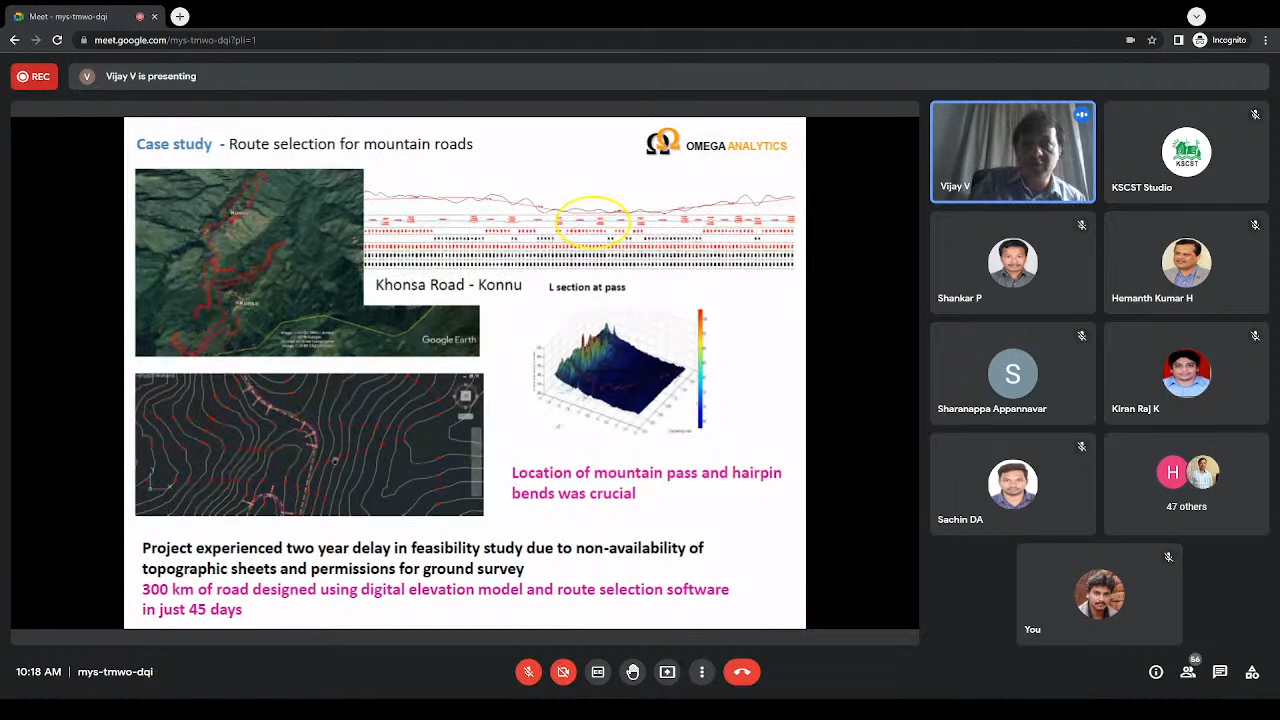 Meet - mys-tmwo-dqi
meet.google.com/mys-tmwo-dqi?pli=1
Incognito
REC
V
Vijay V is presenting
Case study - Route selection for mountain roads
OMEGA ANALYTICS
Konnu
Konsa
Google Earth
Khonsa Road - Konnu
L section at pass
Location of mountain pass and hairpin
bends was crucial
Project experienced two year delay in feasibility study due to non-availability of
topographic sheets and permissions for ground survey
300 km of road designed using digital elevation model and route selection software
in just 45 days
Vijay V
KSCST
KSCST Studio
Shankar P
Hemanth Kumar H
S
Sharanappa Appannavar
Kiran Raj K
Sachin DA
H
47 others
You
10:18 AM | mys-tmwo-dqi
56